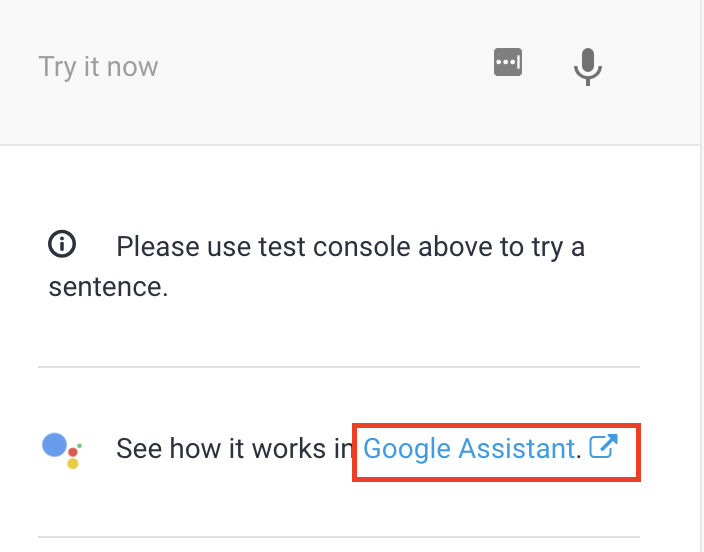 Try it now
Please use test console above to try a
sentence.
See how it works in Google Assistant.